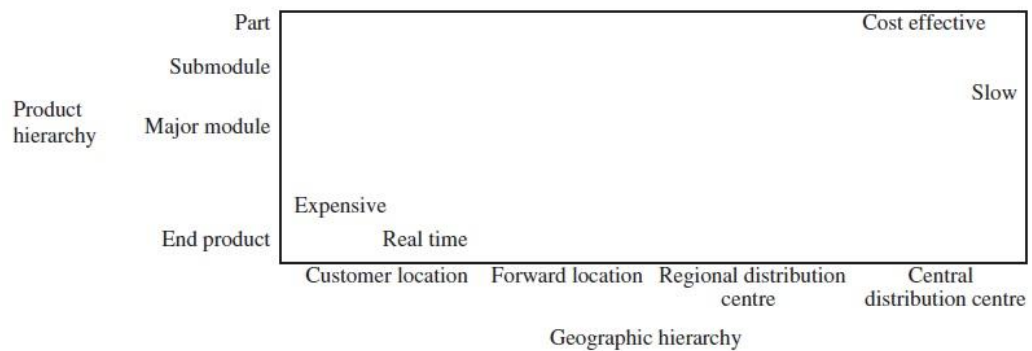 Part
Cost effective
Submodule
Slow
Product
hierarchy
Major module
Expensive
End product
Real time
Customer location
Forward location
Regional distribution
centre
Central
distribution centre
Geographic hierarchy